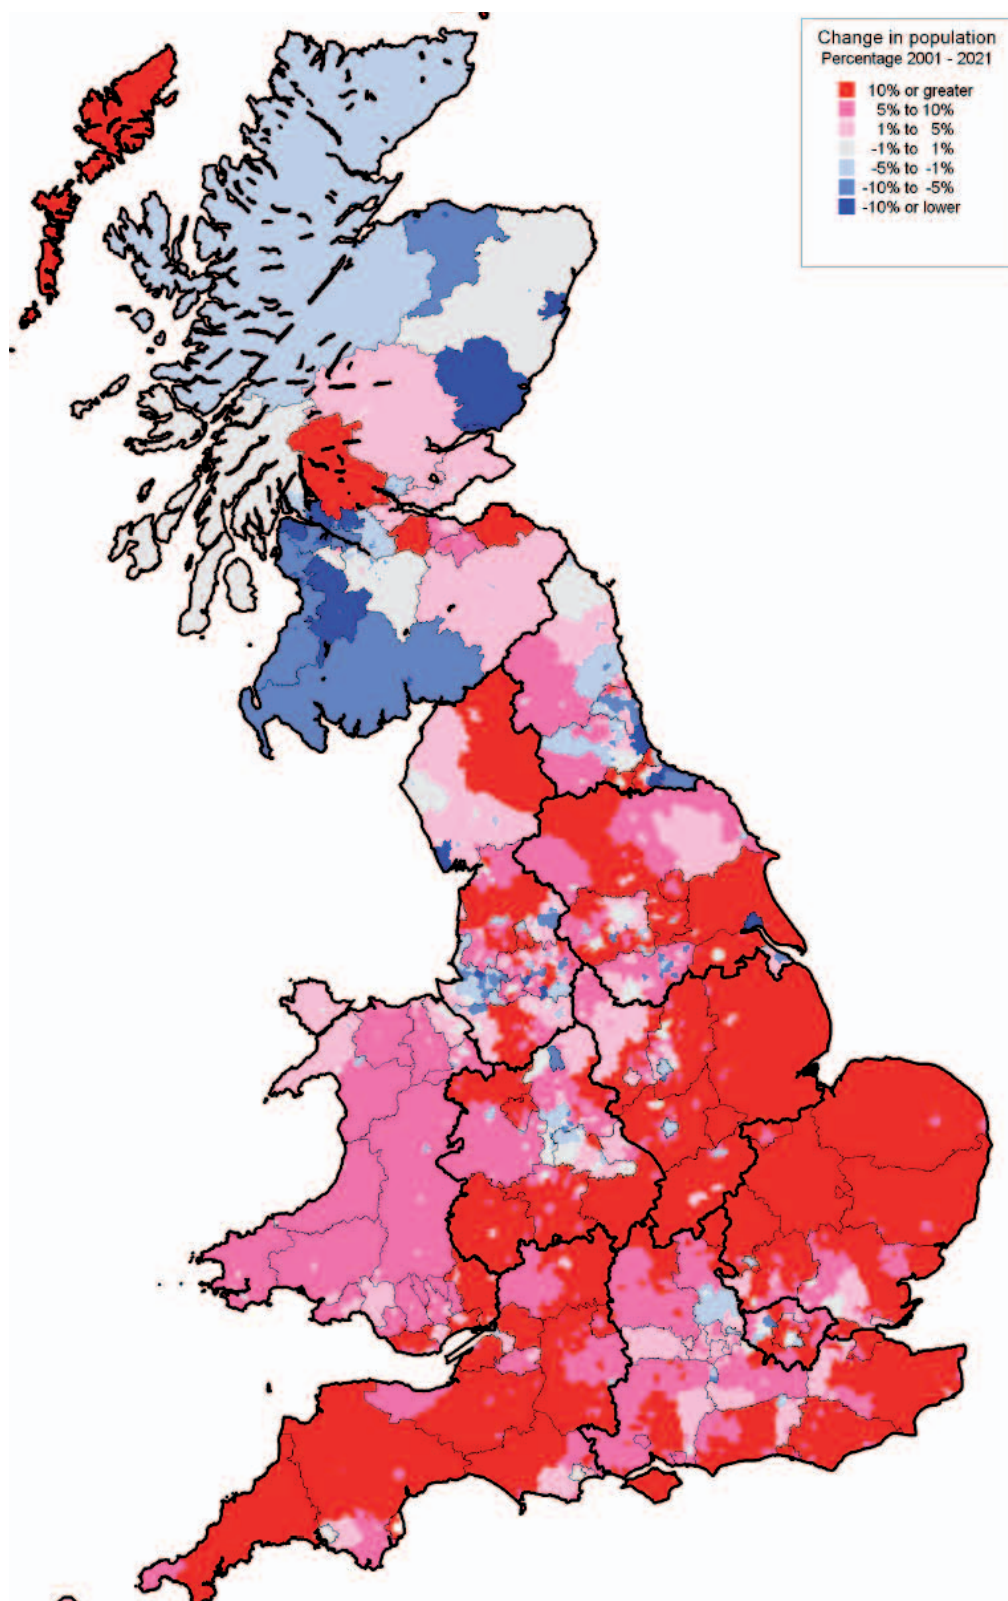 Change in population
Percentage 2001 - 2021
10% or greater
5% to 10%
1% to 5%
-1% to 1%
-5% to -1%
-10% to -5%
-10% or lower